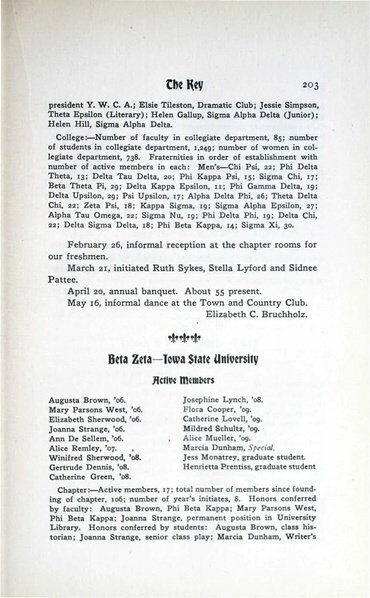 The Key
203
president Y. W. C. A.; Elsie Tileston, Dramatic Club; Jessie Simpson,
Theta Epsilon (Literary); Helen Gallup, Sigma Alpha Delta (Junior);
Helen Hill, Sigma Alpha Delta.
College:—Number of faculty in collegiate department, 85; number
of students in collegiate department, 1,249; number of women in col-
legiate department, 738. Fraternities in order of establishment with
number of active members in each: Men's—Chi Psi, 22; Phi Delta
Theta, 13; Delta Tau Delta, 20; Phi Kappa Psi, 15; Sigma Chi, 17;
Beta Theta Pi, 29; Delta Kappa Epsilon, 11; Phi Gamma Delta, 19;
Delta Upsilon, 29; Psi Upsilon, 17; Alpha Delta Phi, 26; Theta Delta
Chi, 22; Zeta Psi, 18; Kappa Sigma, 19; Sigma Alpha Epsilon, 27;
Alpha Tau Omega, 22; Sigma Nu, 19; Phi Delta Phi, 19; Delta Chi,
22; Delta Sigma Delta, 18; Phi Beta Kappa, 14; Sigma Xi, 30.
February 26, informal reception at the chapter rooms for
our freshmen.
March 21, initiated Ruth Sykes, Stella Lyford and Sidnee
Pattee.
April 20, annual banquet. About 55 present.
May 16, informal dance at the Town and Country Club.
Elizabeth C. Bruchholz.
Beta Zeta—Iowa State University
Active Members
Augusta Brown, '06.
Mary Parsons West, '06.
Elizabeth Sherwood, '06.
Joanna Strange, '06.
Ann De Sellem, '06.
Alice Remley, '07.
Winifred Sherwood, '08.
Gertrude Dennis, '08.
Catherine Green, '08.
Josephine Lynch, '08.
Flora Cooper, '09.
Catherine Lovell, '09.
Mildred Schultz, '09.
Alice Mueller, '09.
Marcia Dunham, Special.
Jess Monatrey, graduate student.
Henrietta Prentiss, graduate student
Chapter:—Active members, 17; total number of members since found-
ing of chapter, 106; number of year's initiates, 8. Honors conferred
by faculty: Augusta Brown, Phi Beta Kappa; Mary Parsons West,
Phi Beta Kappa; Joanna Strange, permanent position in University
Library. Honors conferred by students: Augusta Brown, class his-
torian; Joanna Strange, senior class play; Marcia Dunham, Writer's